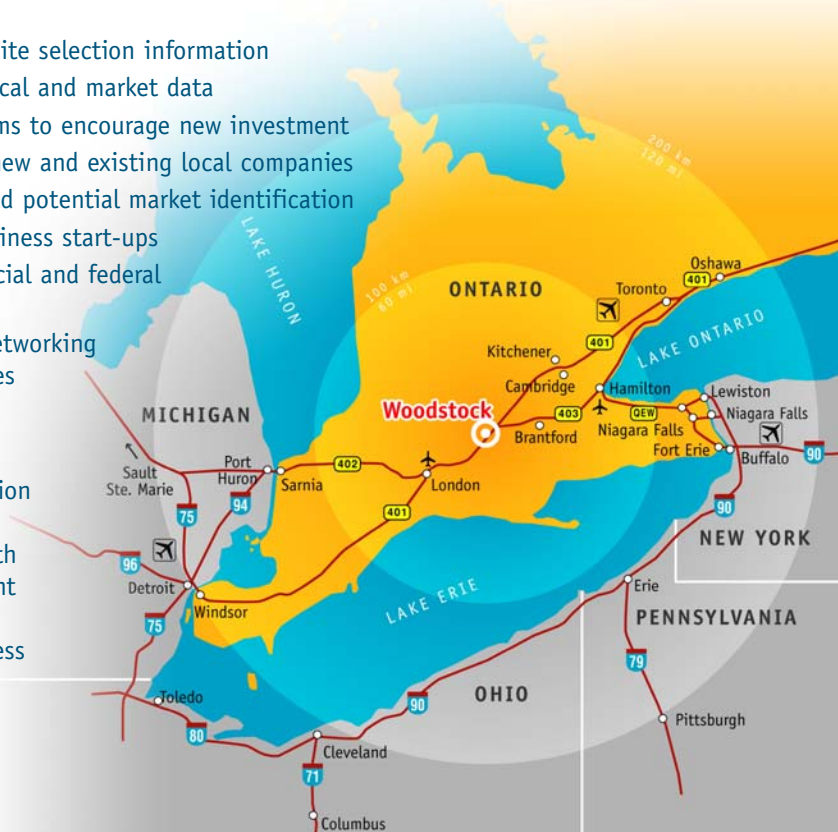 ite selection information
cal and market data
ms to encourage new investment
new and existing local companies
d potential market identification
iness start-ups
cial and federal
etworking
es
ion
th
nt
ess
200 km
120 mi
LAKE HURON
100 km
60 mi
ONTARIO
Oshawa
401
Toronto
401
LAKE ONTARIO
Kitchener
Cambridge
Hamilton
Lewiston
Woodstock
403
QEW
Niagara Falls
Brantford
Niagara Falls
Fort Erie
Buffalo
90
MICHIGAN
Sault
Ste. Marie
Port
Huron
Sarnia
402
London
75
94
401
90
NEW YORK
96
Detroit
Windsor
LAKE ERIE
Erie
PENNSYLVANIA
75
79
Toledo
OHIO
90
Pittsburgh
80
Cleveland
71
Columbus